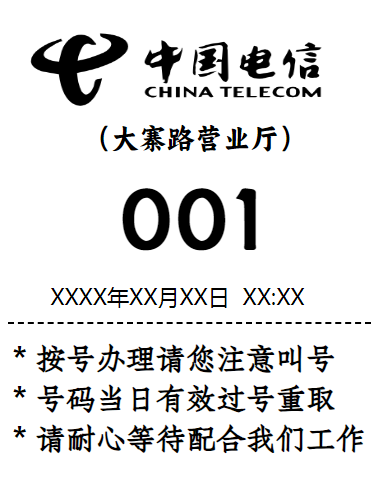 中国电信
CHINA TELECOM
（大寨路营业厅）
001
XXXX年XX月XX日 XX:XX
* 按号办理请您注意叫号
* 号码当日有效过号重取
* 请耐心等待配合我们工作